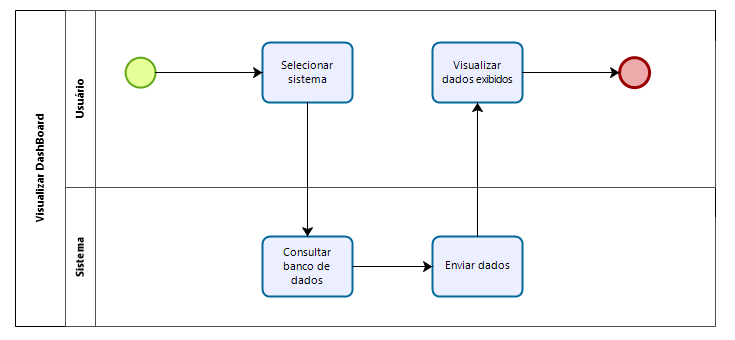 Visualizar DashBoard
Usuário
Selecionar
sistema
Visualizar
dados exibidos
Sistema
Consultar
banco de
dados
Enviar dados